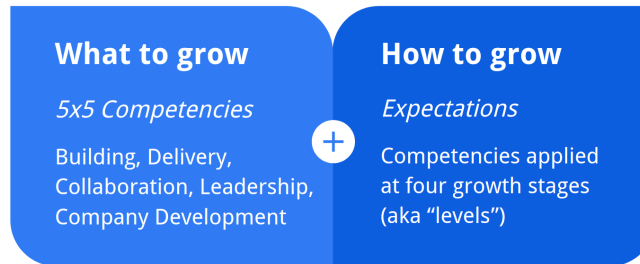 What to grow
5x5 Competencies
Building, Delivery,
Collaboration, Leadership,
Company Development
+
How to grow
Expectations
Competencies applied
at four growth stages
(aka “levels”)